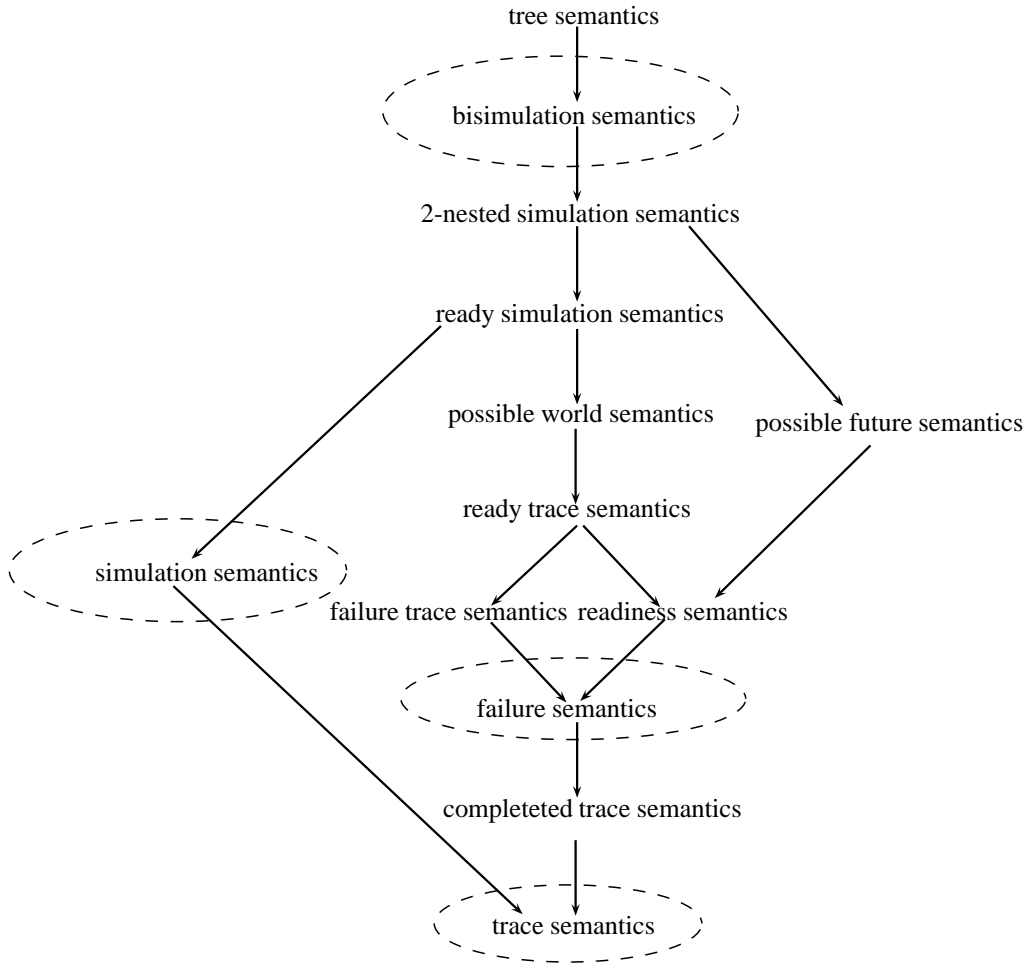 tree semantics
bisimulation semantics
2-nested simulation semantics
ready simulation semantics
possible world semantics
possible future semantics
ready trace semantics
simulation semantics
failure trace semantics
readiness semantics
failure semantics
completeted trace semantics
trace semantics